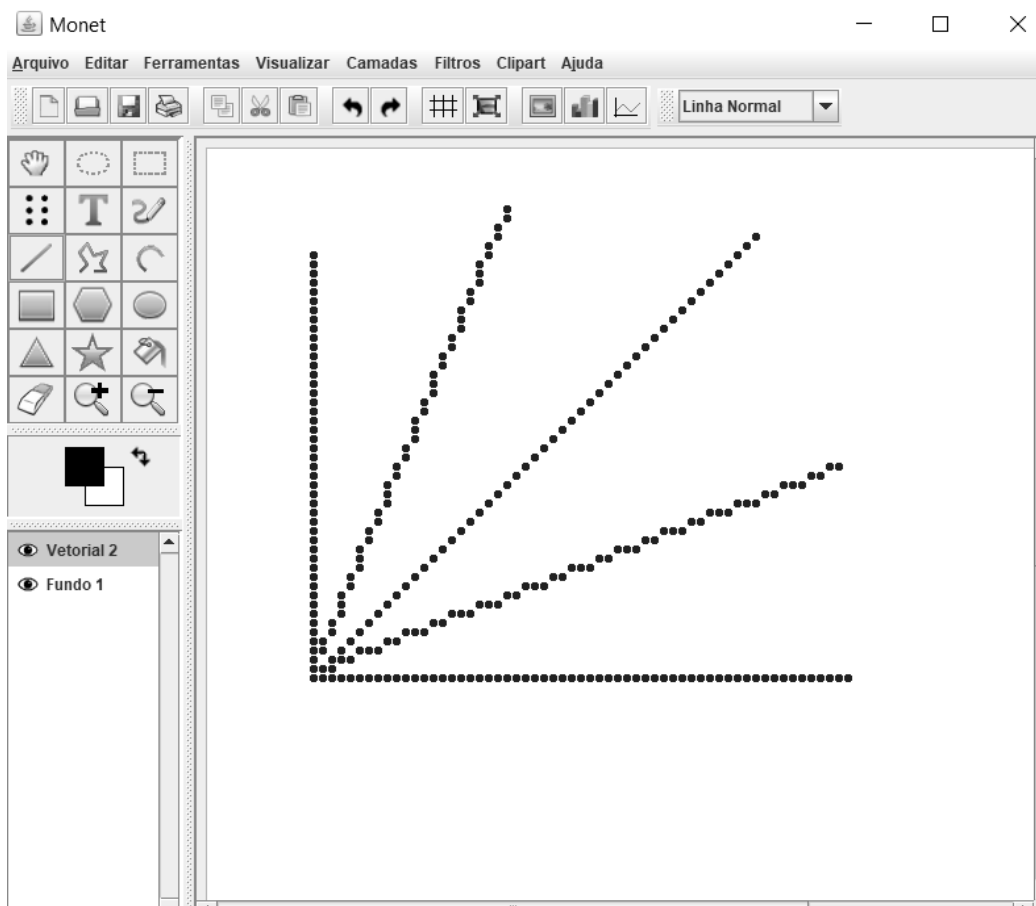 Monet
Arquivo Editar Ferramentas Visualizar Camadas Filtros Clipart Ajuda
Linha Normal
T
Vetorial 2
Fundo 1